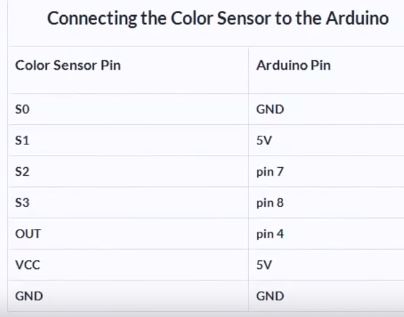 Connecting the Color Sensor to the Arduino
Color Sensor Pin Arduino Pin
S0 GND
S1 5V
S2 pin 7
S3 pin 8
OUT pin 4
VCC 5V
GND GND